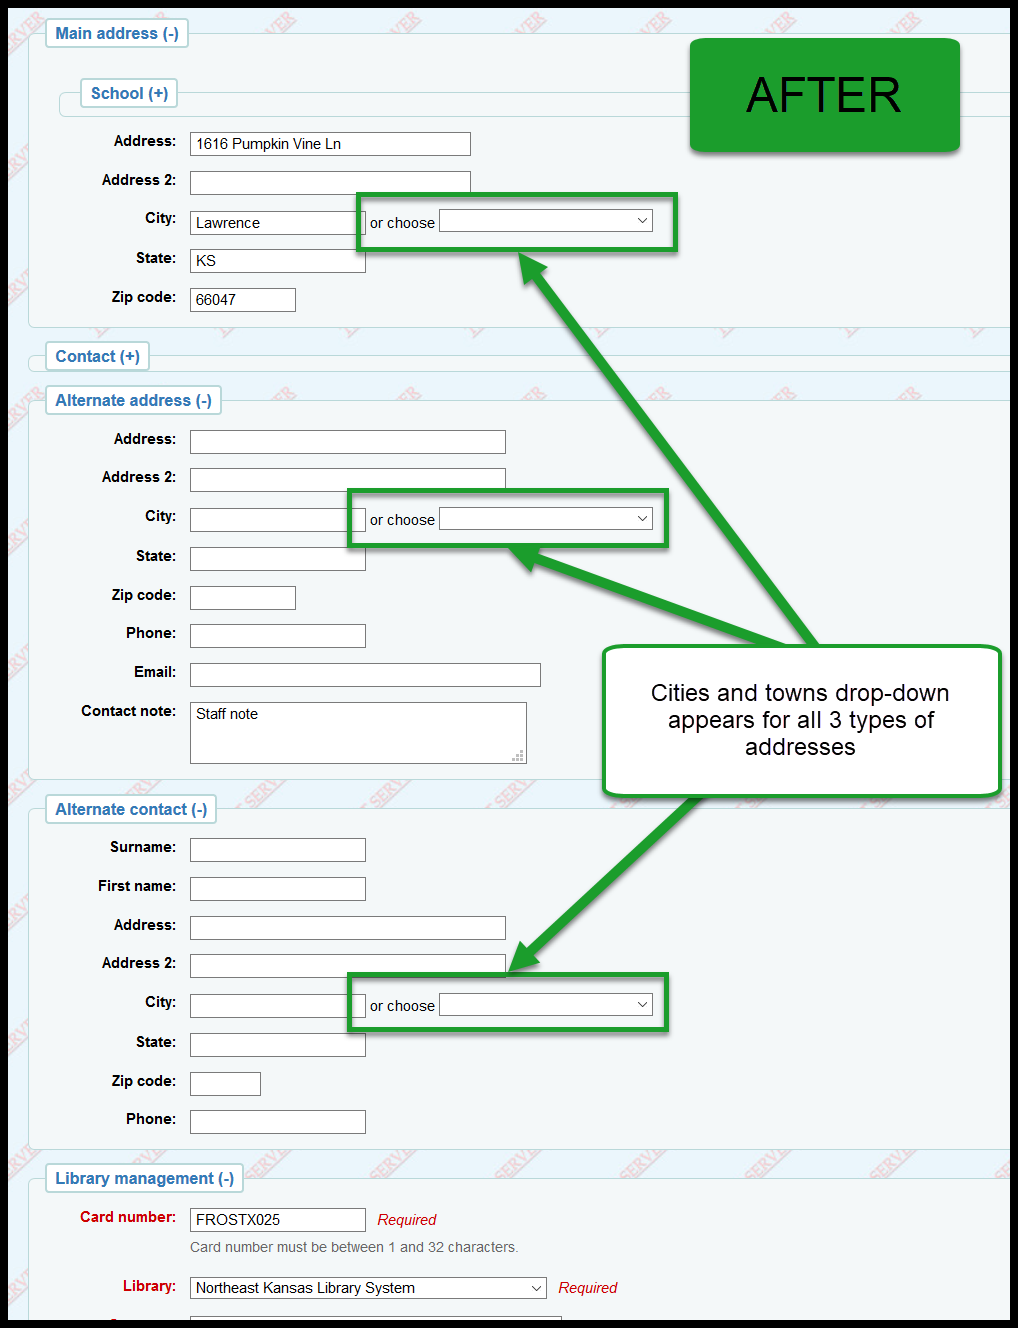 Main address (-)
AFTER
School (+)
Address: 1616 Pumpkin Vine Ln
Address 2:
City: Lawrence or choose
State: KS
Zip code: 66047
Contact (+)
Alternate address (-)
Address:
Address 2:
City: or choose
State:
Zip code:
Phone:
Email:
Contact note: Staff note
Cities and towns drop-down
appears for all 3 types of
addresses
Alternate contact (-)
Surname:
First name:
Address:
Address 2:
City: or choose
State:
Zip code:
Phone:
Library management (-)
Card number: FROSTX025 Required
Card number must be between 1 and 32 characters.
Library: Northeast Kansas Library System Required